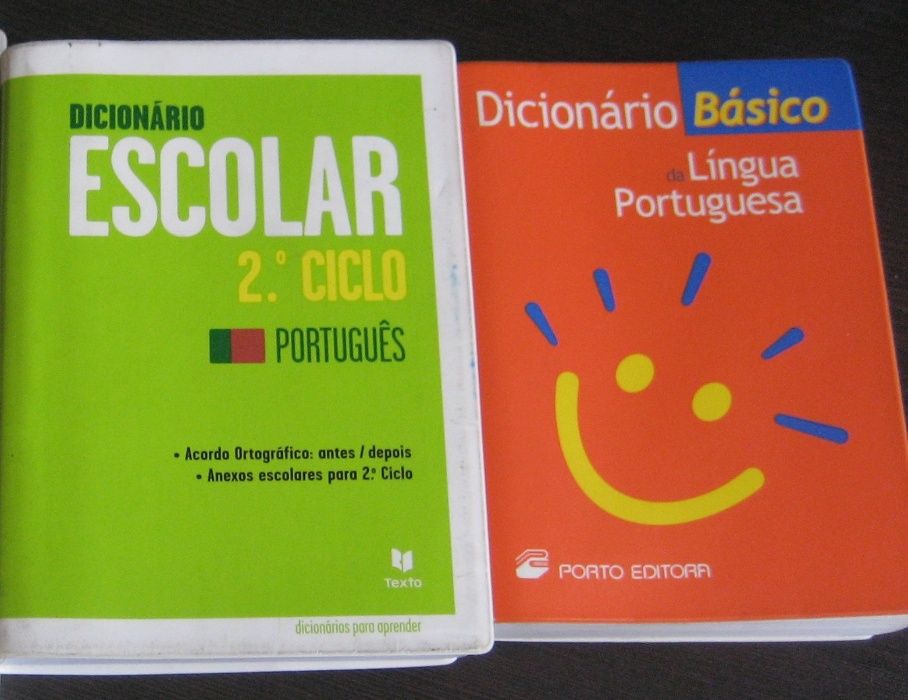 DICIONÁRIO
ESCOLAR
2.º CICLO
PORTUGUÊS
• Acordo Ortográfico: antes / depois
• Anexos escolares para 2.º Ciclo
Texto
dicionários para aprender
Dicionário Básico
da Língua
Portuguesa
PORTO EDITORA